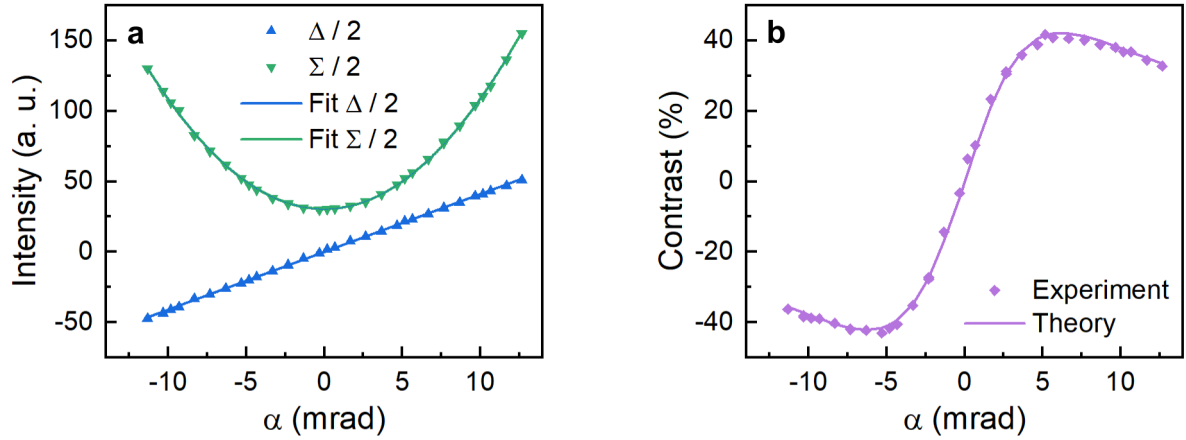 a
Δ / 2
Σ / 2
Fit Δ / 2
Fit Σ / 2
150
100
50
0
-50
Intensity (a. u.)
-10 -5 0 5 10
α (mrad)
b
Experiment
Theory
40
20
0
-20
-40
Contrast (%)
-10 -5 0 5 10
α (mrad)